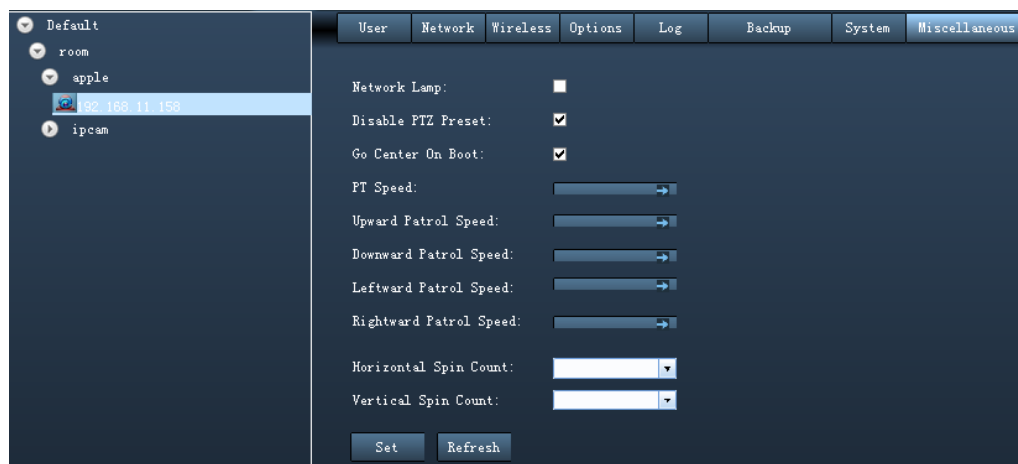 Default
room
apple
192.168.11.158
ipcam
User Network Wireless Options Log Backup System Miscellaneous
Network Lamp:
Disable PTZ Preset:
Go Center On Boot:
PT Speed:
Upward Patrol Speed:
Downward Patrol Speed:
Leftward Patrol Speed:
Rightward Patrol Speed:
Horizontal Spin Count:
Vertical Spin Count:
Set Refresh